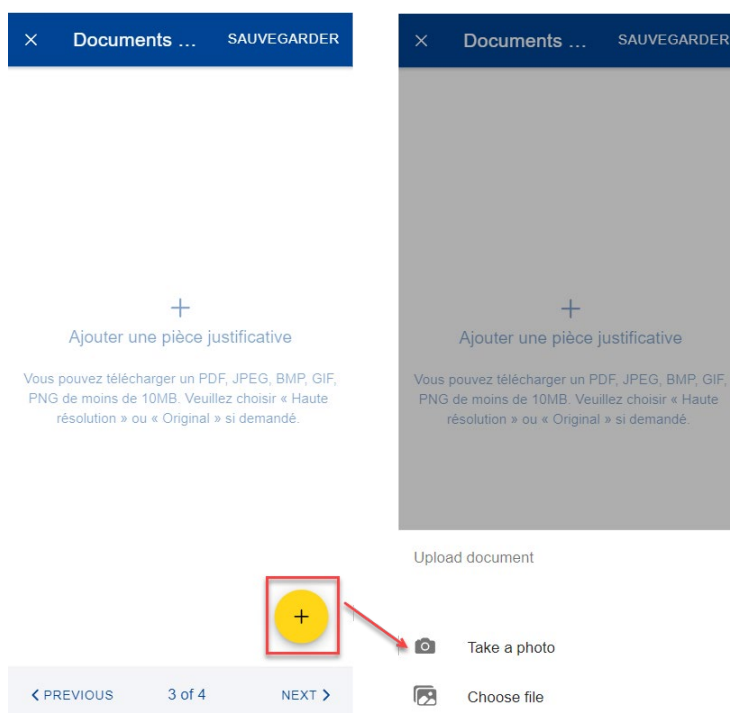 Documents ... SAUVEGARDER
Ajouter une pièce justificative
Vous pouvez télécharger un PDF, JPEG, BMP, GIF,
PNG de moins de 10MB. Veuillez choisir « Haute
résolution » ou « Original » si demandé.
PREVIOUS 3 of 4 NEXT
Documents ... SAUVEGARDER
Ajouter une pièce justificative
Vous pouvez télécharger un PDF, JPEG, BMP, GIF,
PNG de moins de 10MB. Veuillez choisir « Haute
résolution » ou « Original » si demandé.
Upload document
Take a photo
Choose file